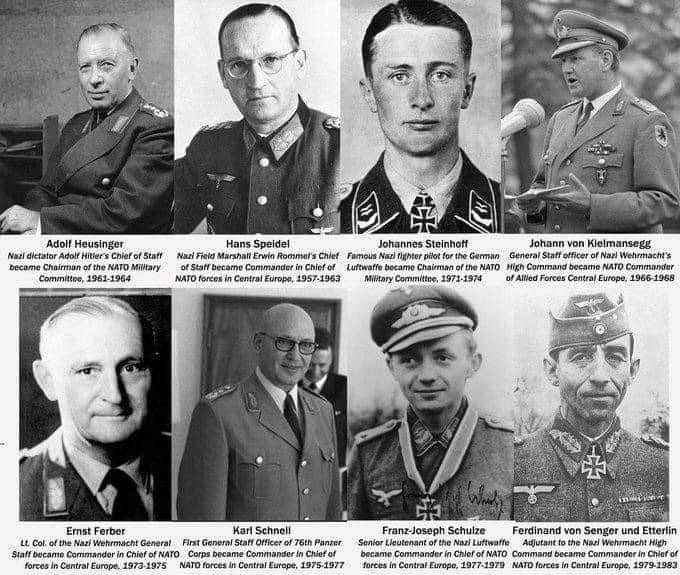 Adolf Heusinger
Nazi dictator Adolf Hitler's Chief of Staff
became Chairman of the NATO Military
Committee, 1961-1964
Hans Speidel
Nazi Field Marshall Erwin Rommel's Chief
of Staff became Commander in Chief of
NATO forces in Central Europe, 1957-1963
Johannes Steinhoff
Famous Nazi fighter pilot for the German
Luftwaffe became Chairman of the NATO
Military Committee, 1971-1974
Johann von Kielmansegg
General Staff officer of Nazi Wehrmacht's
High Command became NATO Commander
of Allied Forces Central Europe, 1966-1968
Ernst Ferber
Lt. Col. of the Nazi Wehrmacht General
Staff became Commander in Chief of NATO
forces in Central Europe, 1973-1975
Karl Schnell
First General Staff Officer of 76th Panzer
Corps became Commander in Chief of
NATO forces in Central Europe, 1975-1977
Franz-Joseph Schulze
Senior Lieutenant of the Nazi Luftwaffe
became Commander in Chief of NATO
forces in Central Europe, 1977-1979
Ferdinand von Senger und Etterlin
Adjutant to the Nazi Wehrmacht High
Command became Commander in Chief of
NATO forces in Central Europe, 1979-1983